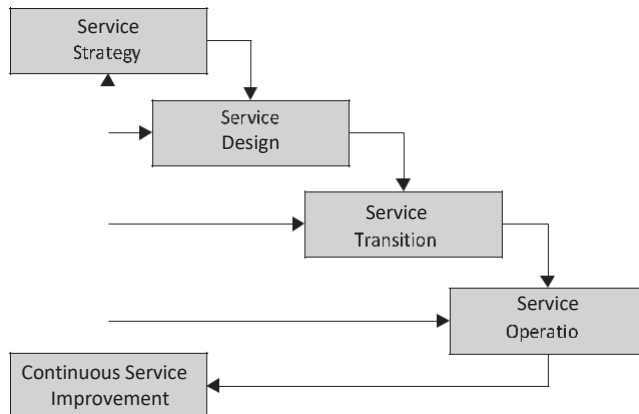 Service
Strategy
Service
Design
Service
Transition
Service
Operatio
Continuous Service
Improvement